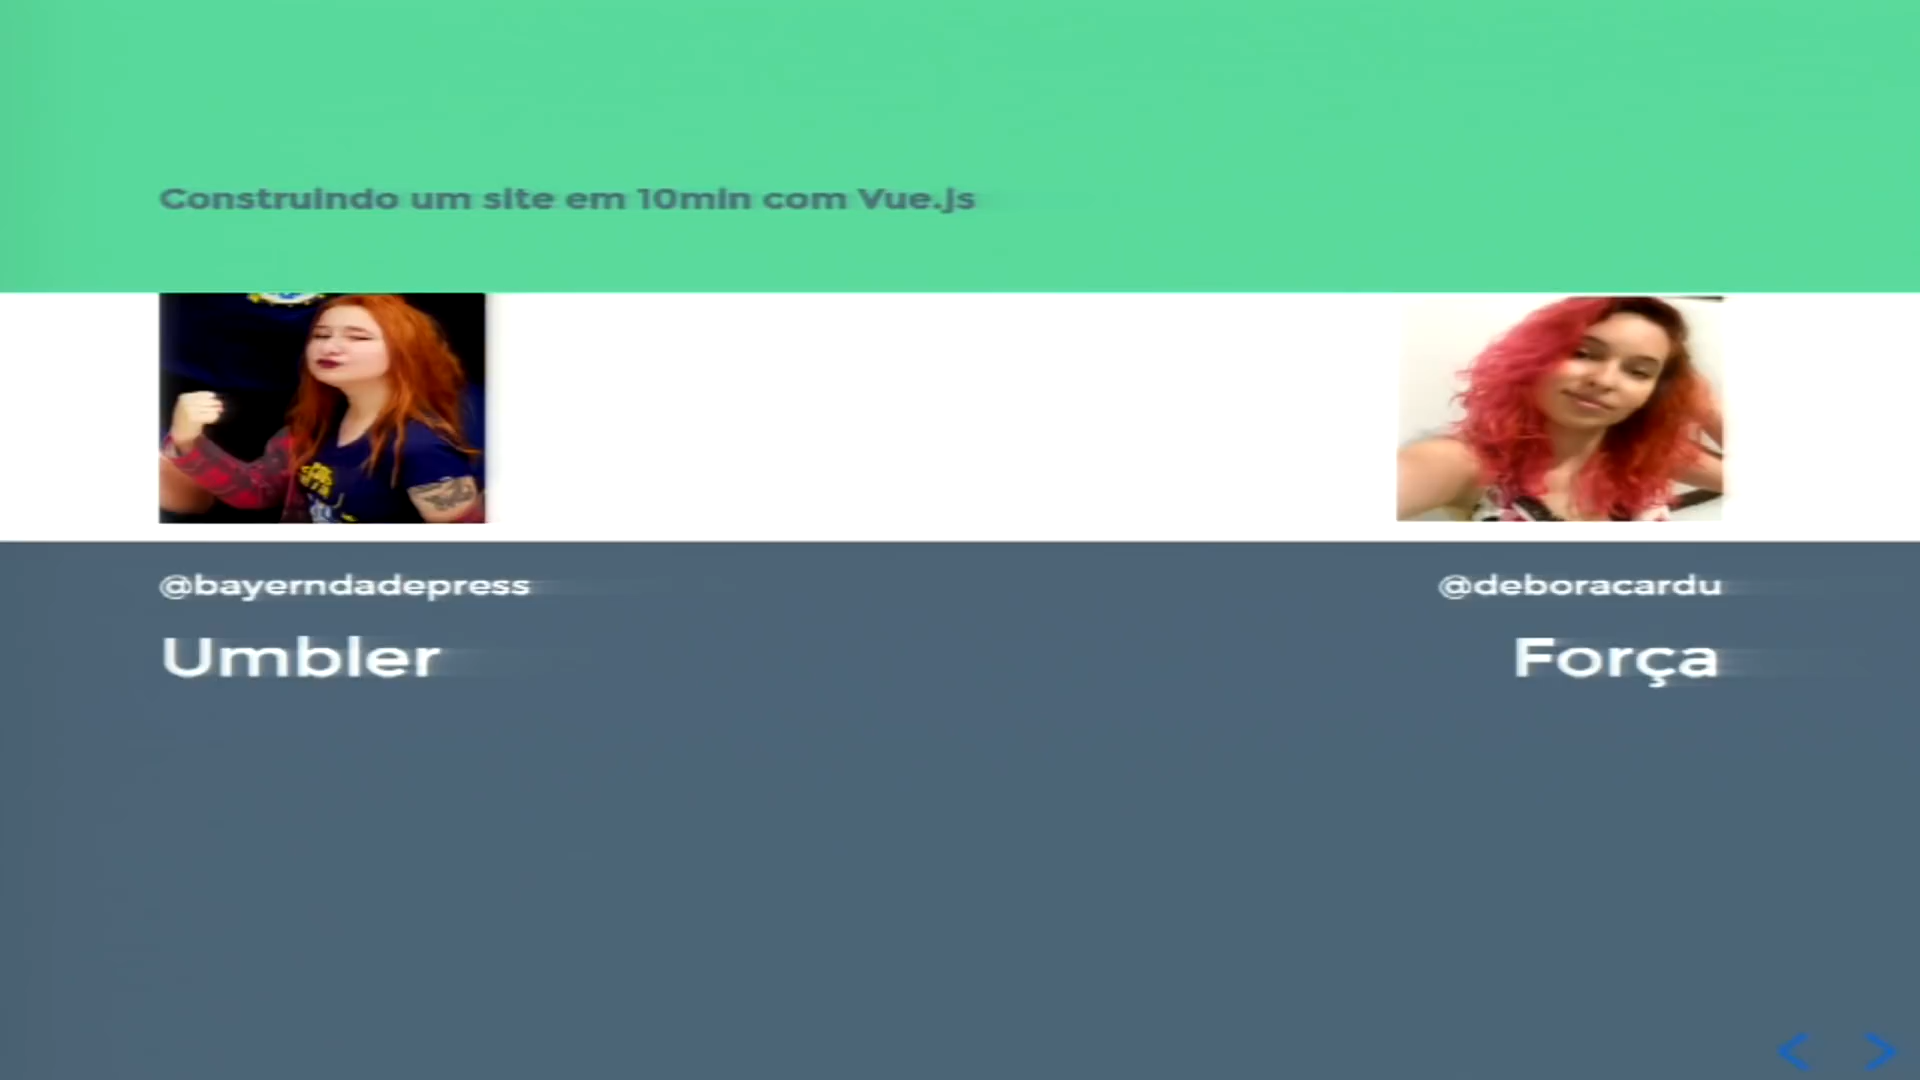 Construindo um site em 10min com Vue.js
@bayerndadepress
@deboracardu
Umbler
Força